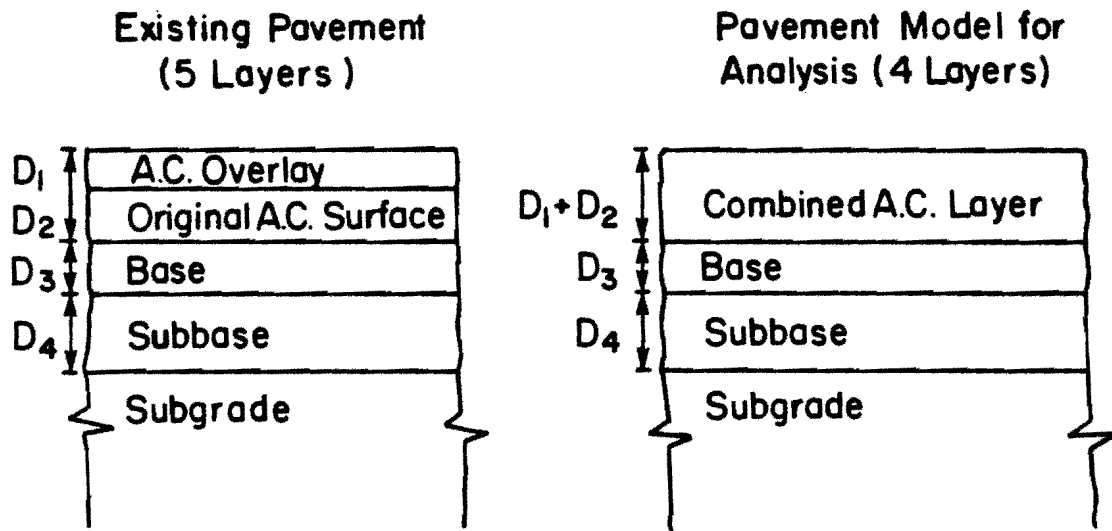 Existing Pavement
(5 Layers)
D1
A.C. Overlay
D2
Original A.C. Surface
D3
Base
D4
Subbase
Subgrade
Pavement Model for
Analysis (4 Layers)
D1 + D2
Combined A.C. Layer
D3
Base
D4
Subbase
Subgrade